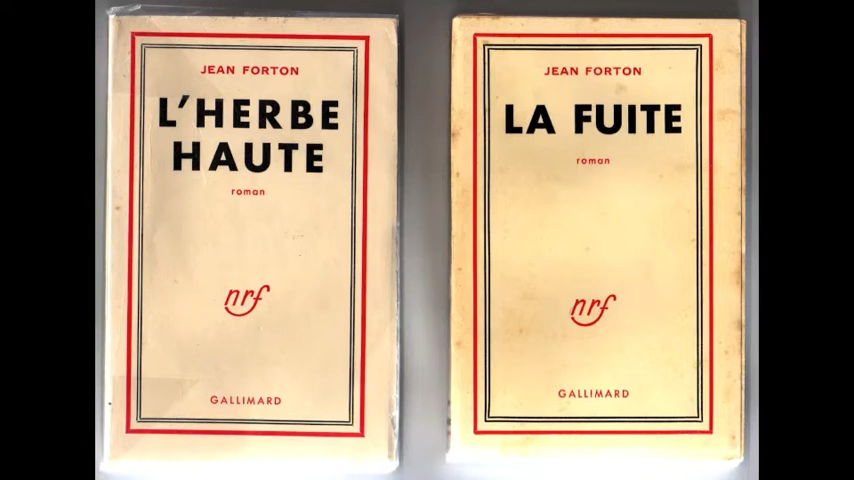 JEAN FORTON
L'HERBE
HAUTE
roman
nrf
GALLIMARD
JEAN FORTON
LA FUITE
roman
nrf
GALLIMARD